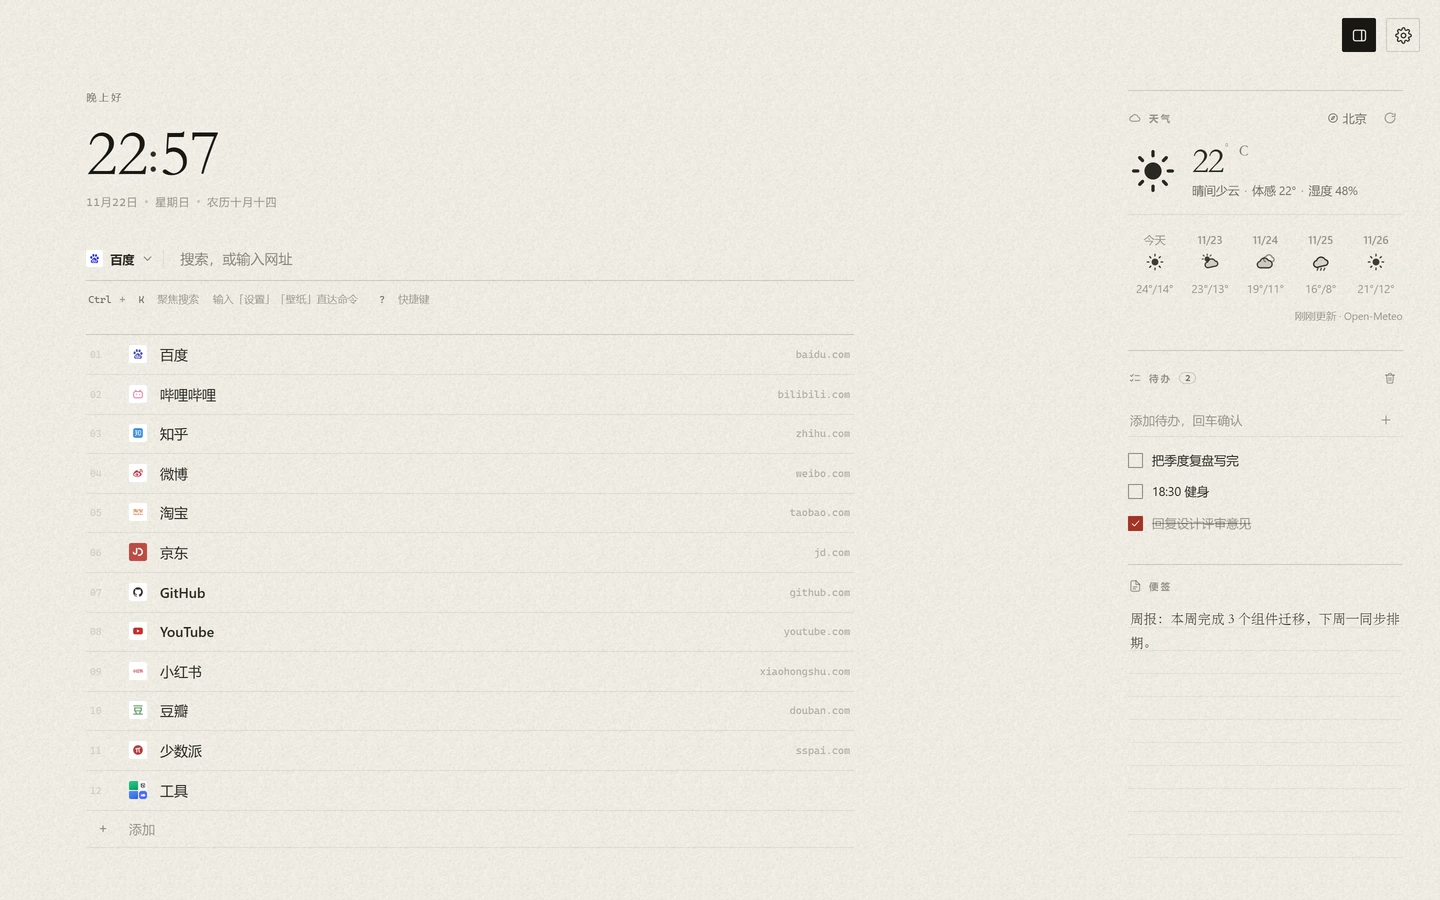 晚上好
22:57
11月22日 • 星期日 • 农历十月十四
百度 搜索，或输入网址
Ctrl + K 聚焦搜索 输入「设置」「壁纸」直达命令 ? 快捷键
01 百度 baidu.com
02 哔哩哔哩 bilibili.com
03 知乎 zhihu.com
04 微博 weibo.com
05 淘宝 taobao.com
06 京东 jd.com
07 GitHub github.com
08 YouTube youtube.com
09 小红书 xiaohongshu.com
10 豆瓣 douban.com
11 少数派 sspai.com
12 工具
+ 添加
天气 北京
22° C
晴间少云 · 体感 22° · 湿度 48%
今天 11/23 11/24 11/25 11/26
24°/14° 23°/13° 19°/11° 16°/8° 21°/12°
刚刚更新 · Open-Meteo
待办 2
添加待办，回车确认 +
把季度复盘写完
18:30 健身
回复设计评审意见
便签
周报：本周完成 3 个组件迁移，下周一同步排
期。